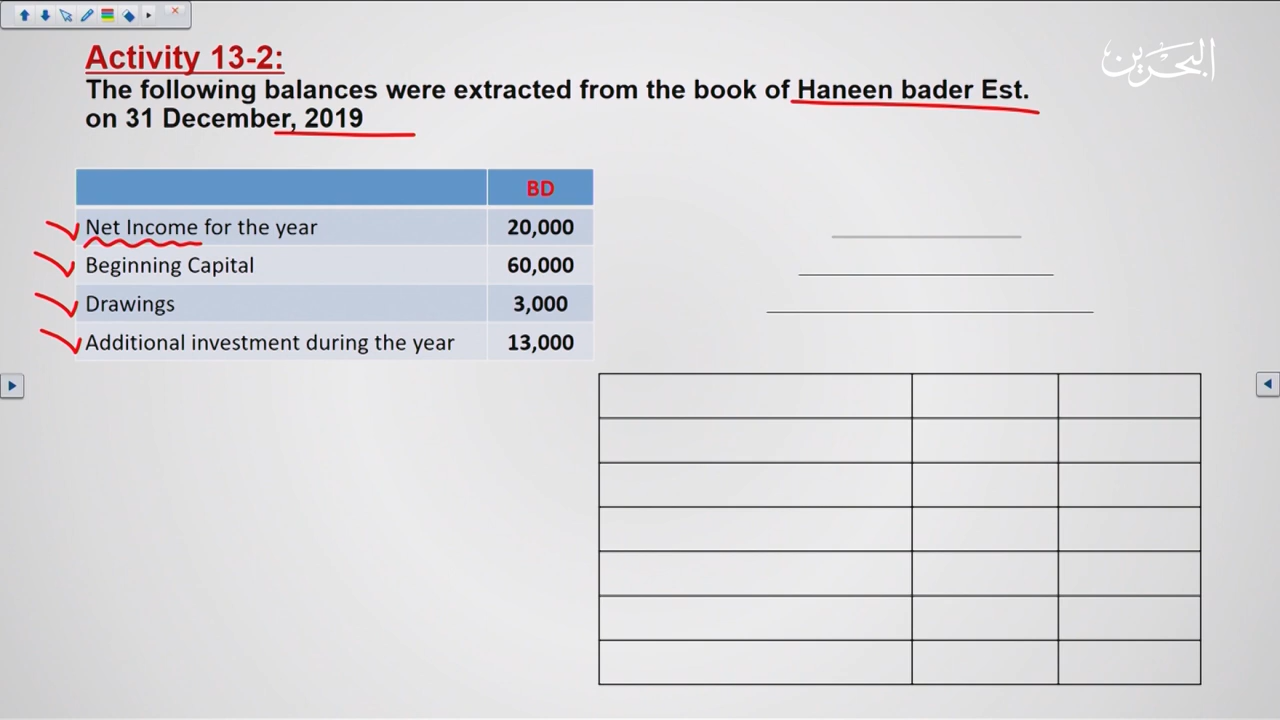 البحرين
Activity 13-2:
The following balances were extracted from the book of Haneen bader Est.
on 31 December, 2019
BD
Net Income for the year 20,000
Beginning Capital 60,000
Drawings 3,000
Additional investment during the year 13,000